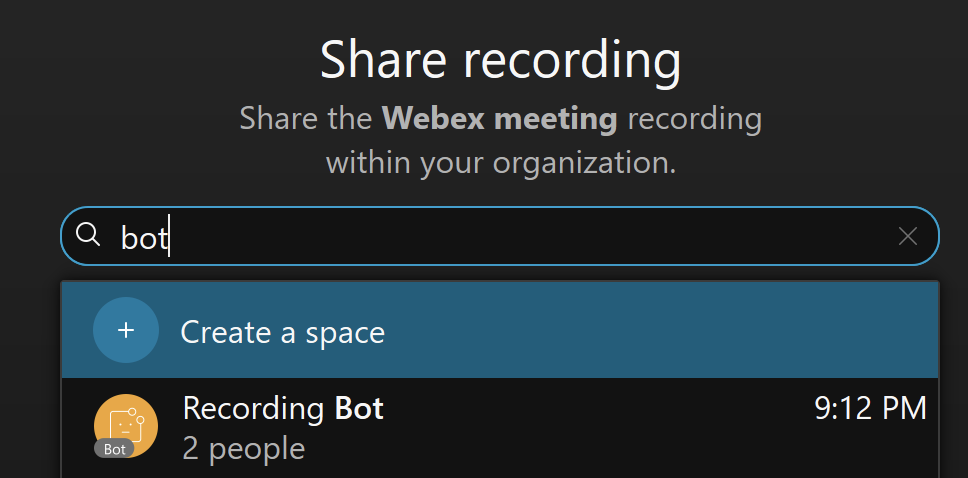 Share recording
Share the Webex meeting recording
within your organization.
bot
Create a space
Recording Bot 9:12 PM
Bot
2 people